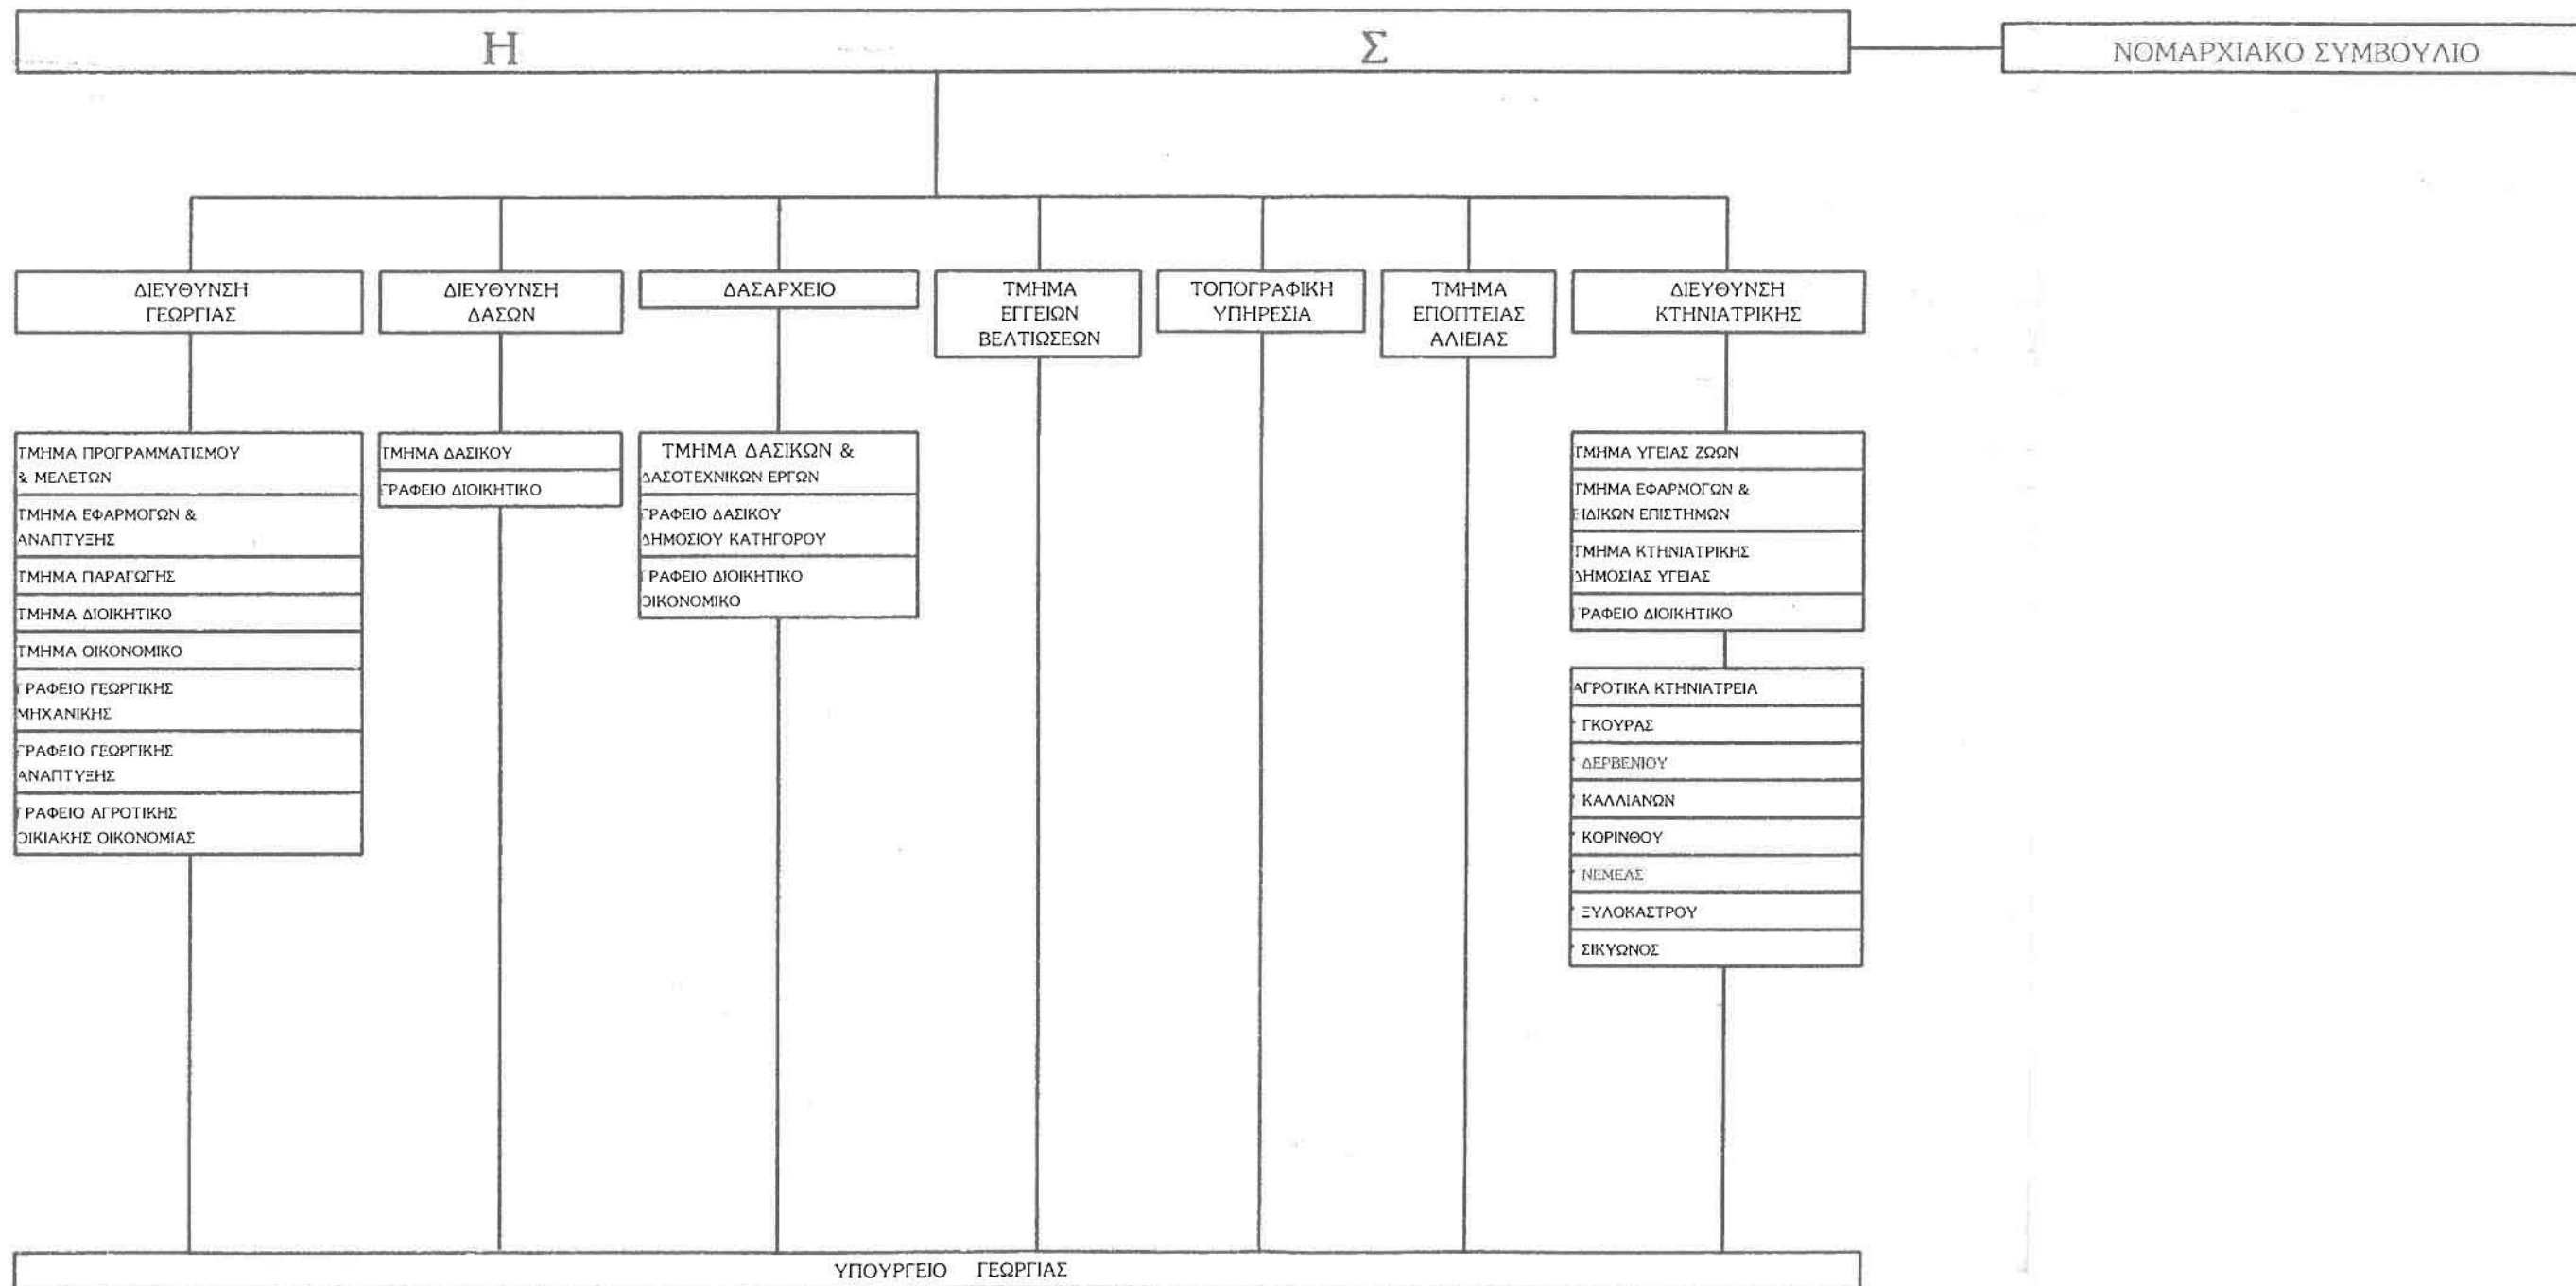 Η Σ
ΝΟΜΑΡΧΙΑΚΟ ΣΥΜΒΟΥΛΙΟ
ΔΙΕΥΘΥΝΣΗ
ΓΕΩΡΓΙΑΣ
ΔΙΕΥΘΥΝΣΗ
ΔΑΣΩΝ
ΔΑΣΑΡΧΕΙΟ
ΤΜΗΜΑ
ΕΓΓΕΙΩΝ
ΒΕΛΤΙΩΣΕΩΝ
ΤΟΠΟΓΡΑΦΙΚΗ
ΥΠΗΡΕΣΙΑ
ΤΜΗΜΑ
ΕΠΟΠΤΕΙΑΣ
ΑΛΙΕΙΑΣ
ΔΙΕΥΘΥΝΣΗ
ΚΤΗΝΙΑΤΡΙΚΗΣ
ΤΜΗΜΑ ΠΡΟΓΡΑΜΜΑΤΙΣΜΟΥ
& ΜΕΛΕΤΩΝ
ΤΜΗΜΑ ΕΦΑΡΜΟΓΩΝ &
ΑΝΑΠΤΥΞΗΣ
ΤΜΗΜΑ ΠΑΡΑΓΩΓΗΣ
ΤΜΗΜΑ ΔΙΟΙΚΗΤΙΚΟ
ΤΜΗΜΑ ΟΙΚΟΝΟΜΙΚΟ
ΓΡΑΦΕΙΟ ΓΕΩΡΓΙΚΗΣ
ΜΗΧΑΝΙΚΗΣ
ΓΡΑΦΕΙΟ ΓΕΩΡΓΙΚΗΣ
ΑΝΑΠΤΥΞΗΣ
ΓΡΑΦΕΙΟ ΑΓΡΟΤΙΚΗΣ
ΟΙΚΙΑΚΗΣ ΟΙΚΟΝΟΜΙΑΣ
ΤΜΗΜΑ ΔΑΣΙΚΟΥ
ΓΡΑΦΕΙΟ ΔΙΟΙΚΗΤΙΚΟ
ΤΜΗΜΑ ΔΑΣΙΚΩΝ &
ΔΑΣΟΤΕΧΝΙΚΩΝ ΕΡΓΩΝ
ΓΡΑΦΕΙΟ ΔΑΣΙΚΟΥ
ΔΗΜΟΣΙΟΥ ΚΑΤΗΓΟΡΟΥ
ΓΡΑΦΕΙΟ ΔΙΟΙΚΗΤΙΚΟ
ΟΙΚΟΝΟΜΙΚΟ
ΤΜΗΜΑ ΥΓΕΙΑΣ ΖΩΩΝ
ΤΜΗΜΑ ΕΦΑΡΜΟΓΩΝ &
ΕΙΔΙΚΩΝ ΕΠΙΣΤΗΜΩΝ
ΤΜΗΜΑ ΚΤΗΝΙΑΤΡΙΚΗΣ
ΔΗΜΟΣΙΑΣ ΥΓΕΙΑΣ
ΓΡΑΦΕΙΟ ΔΙΟΙΚΗΤΙΚΟ
ΑΓΡΟΤΙΚΑ ΚΤΗΝΙΑΤΡΕΙΑ
* ΓΚΟΥΡΑΣ
* ΔΕΡΒΕΝΙΟΥ
* ΚΑΛΛΙΑΝΩΝ
* ΚΟΡΙΝΘΟΥ
* ΝΕΜΕΑΣ
* ΞΥΛΟΚΑΣΤΡΟΥ
* ΣΙΚΥΩΝΟΣ
ΥΠΟΥΡΓΕΙΟ ΓΕΩΡΓΙΑΣ